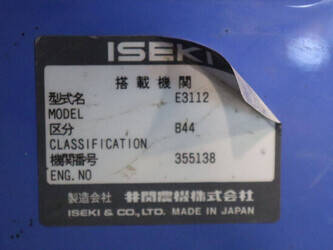 ISEKI
搭載機関
型式名 E3112
MODEL
区分 B44
CLASSIFICATION
機関番号 355138
ENG.NO
製造会社 井関農機株式会社
ISEKI & CO.,LTD. MADE IN JAPAN